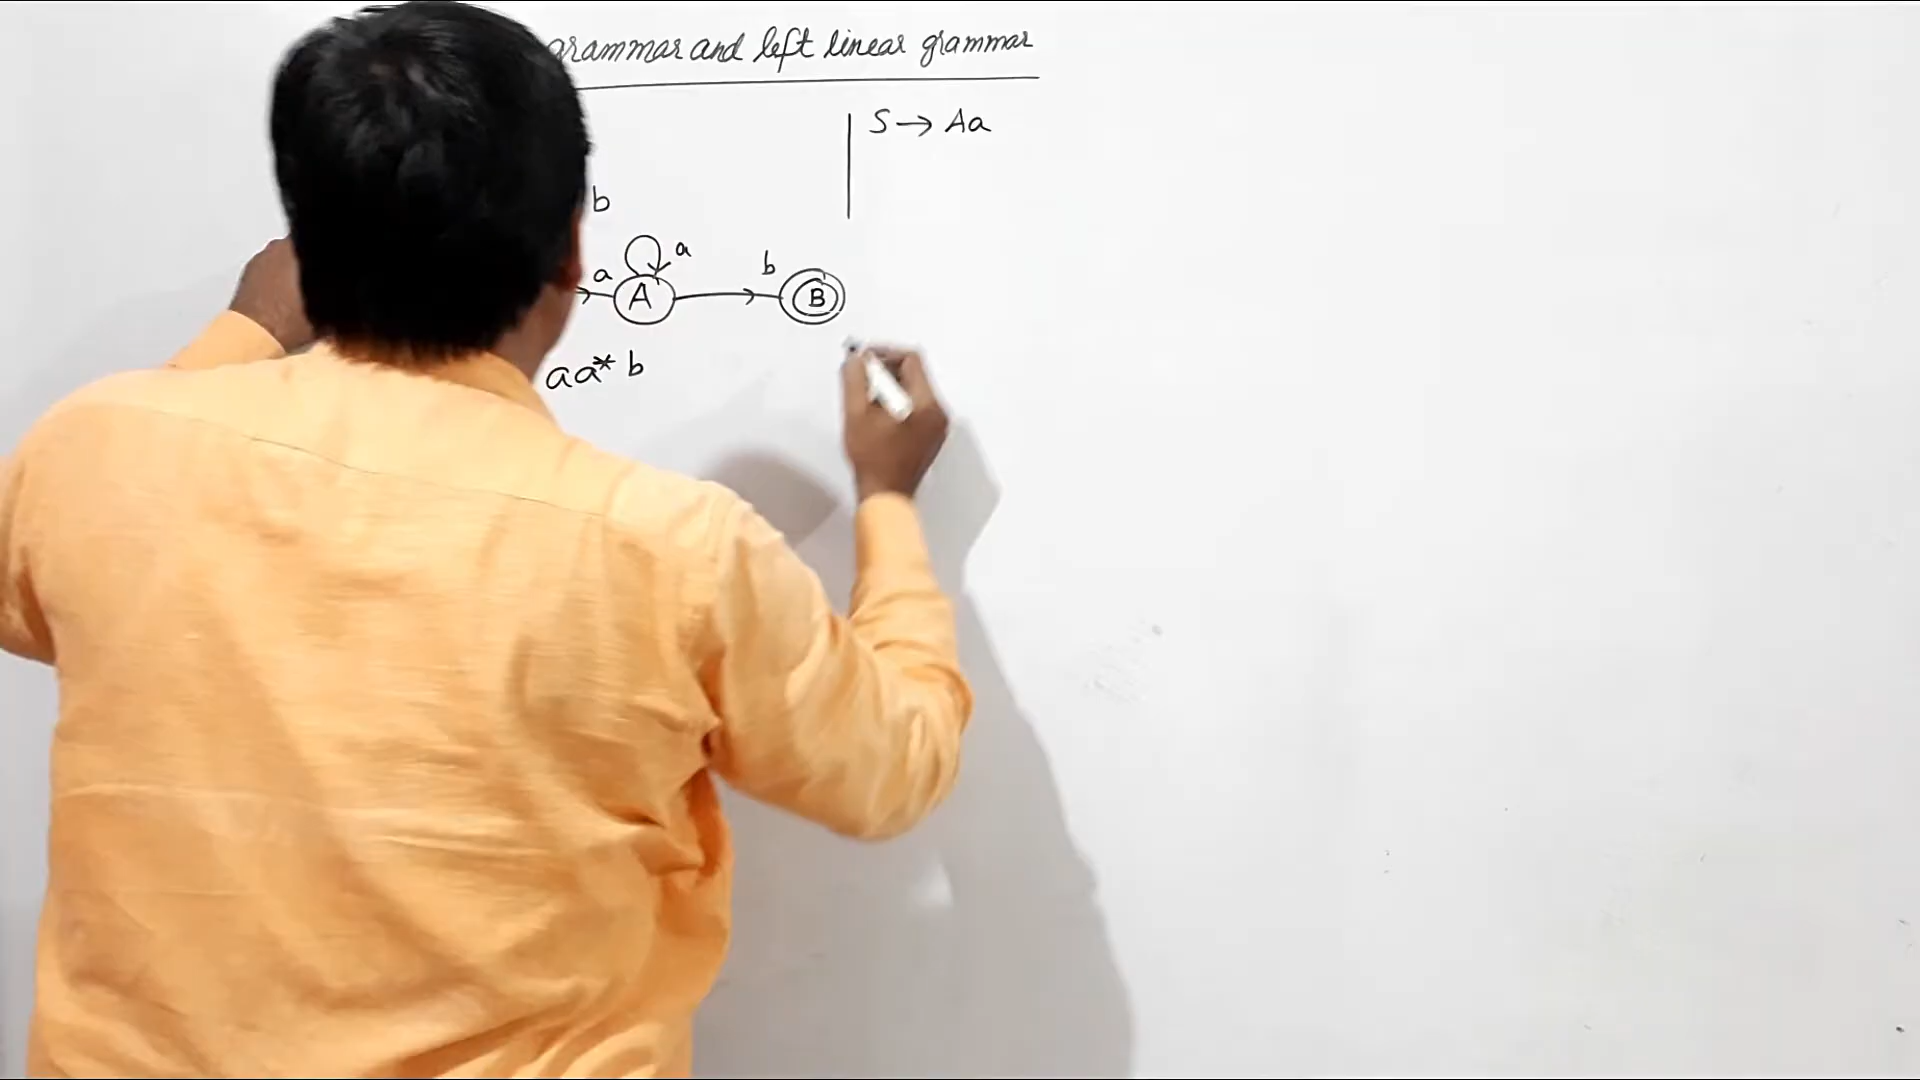 grammar and left linear grammar
S → Aa
b
a
a A b B
aa* b